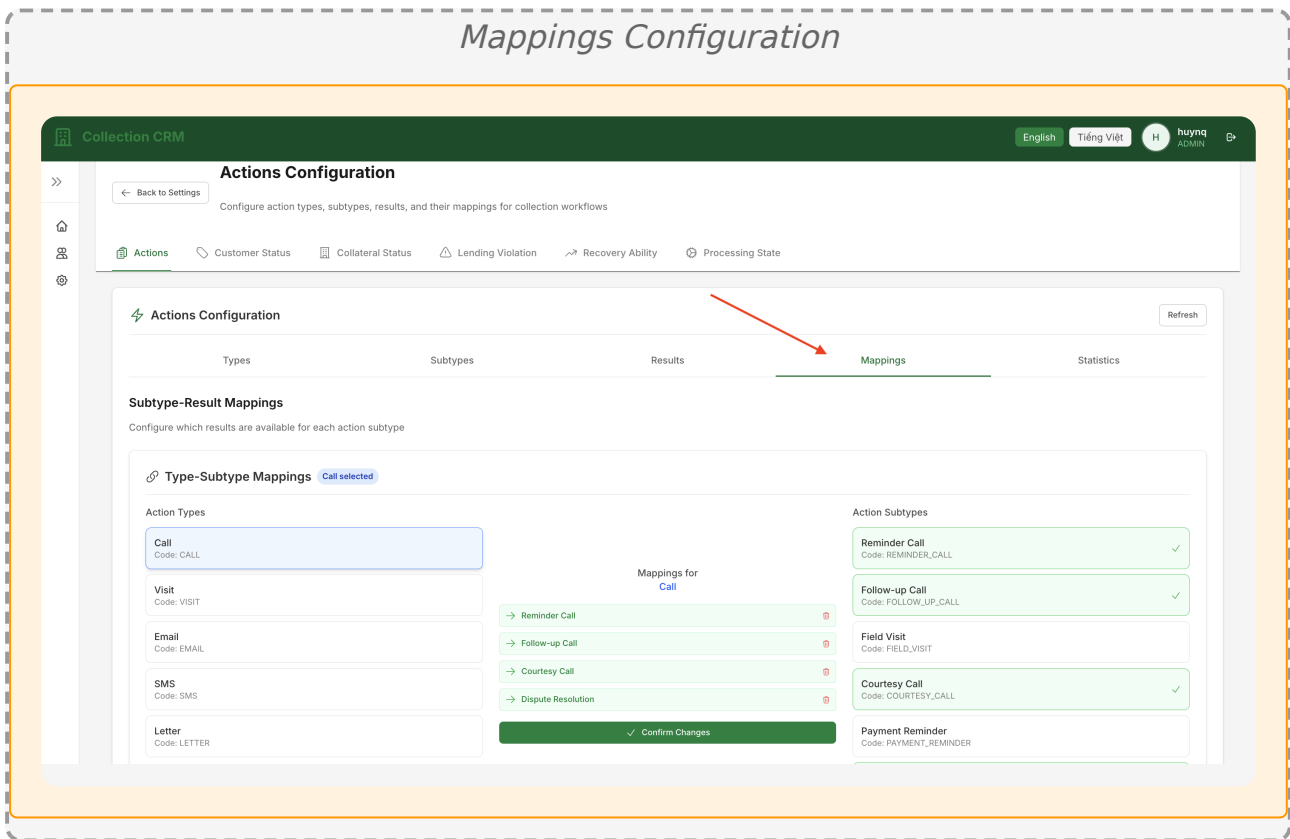 Mappings Configuration
Collection CRM
English
Tiếng Việt
H
huynq
ADMIN
Back to Settings
Actions Configuration
Configure action types, subtypes, results, and their mappings for collection workflows
Actions
Customer Status
Collateral Status
Lending Violation
Recovery Ability
Processing State
Actions Configuration
Refresh
Types
Subtypes
Results
Mappings
Statistics
Subtype-Result Mappings
Configure which results are available for each action subtype
Type-Subtype Mappings
Call selected
Action Types
Call
Code: CALL
Visit
Code: VISIT
Email
Code: EMAIL
SMS
Code: SMS
Letter
Code: LETTER
Mappings for
Call
Reminder Call
Follow-up Call
Courtesy Call
Dispute Resolution
Confirm Changes
Action Subtypes
Reminder Call
Code: REMINDER_CALL
Follow-up Call
Code: FOLLOW_UP_CALL
Field Visit
Code: FIELD_VISIT
Courtesy Call
Code: COURTESY_CALL
Payment Reminder
Code: PAYMENT_REMINDER